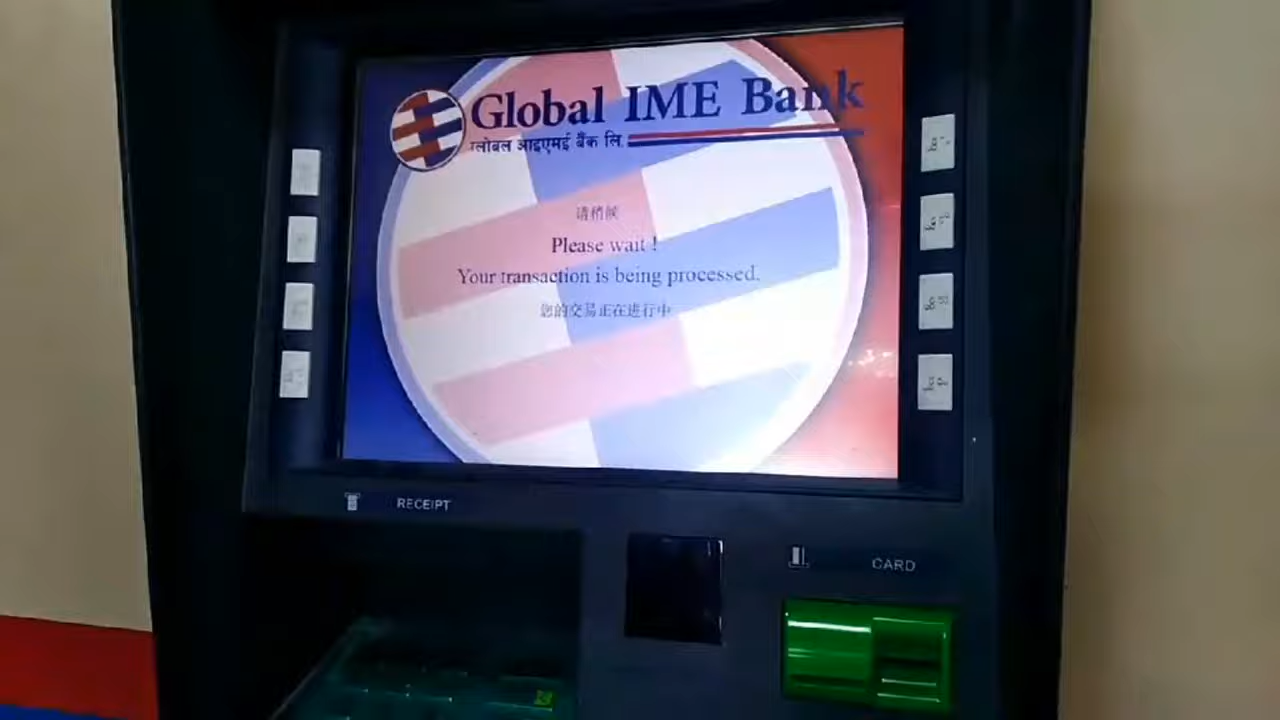 Global IME Bank
ग्लोबल आइएमई बैंक लि.
请稍候
Please wait !
Your transaction is being processed.
您的交易正在进行中
RECEIPT
CARD